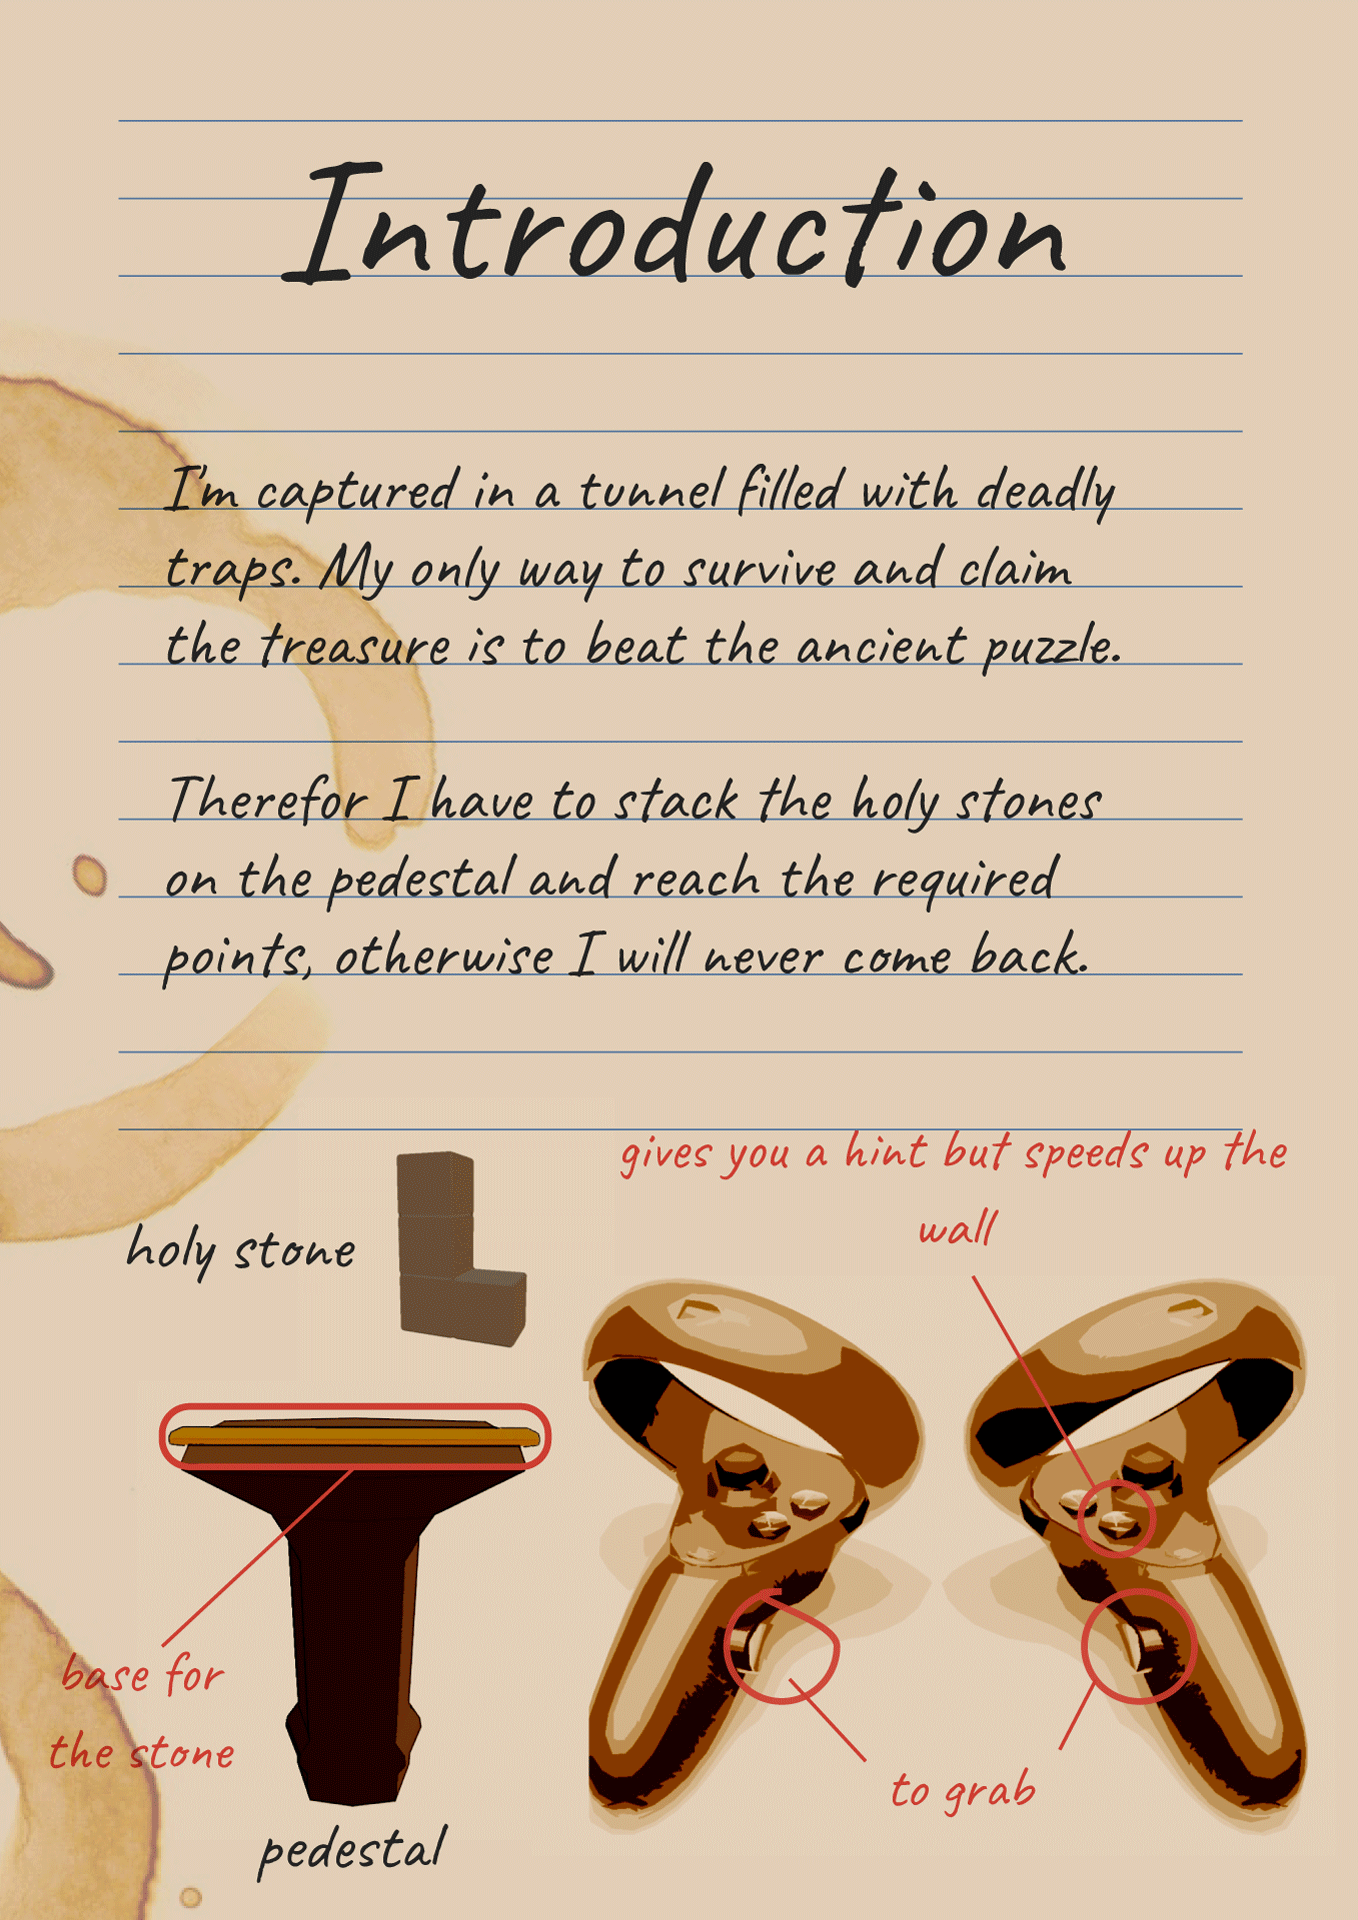 Introduction
I'm captured in a tunnel filled with deadly
traps. My only way to survive and claim
the treasure is to beat the ancient puzzle.
Therefor I have to stack the holy stones
on the pedestal and reach the required
points, otherwise I will never come back.
gives you a hint but speeds up the
wall
holy stone
base for
the stone
to grab
pedestal